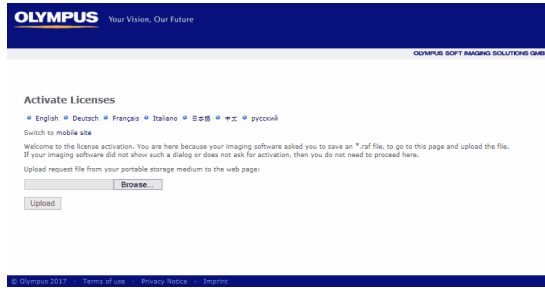 OLYMPUS Your Vision, Our Future
OLYMPUS SOFT IMAGING SOLUTIONS GMB
Activate Licenses
English Deutsch Français Italiano 日本語 中文 русский
Switch to mobile site
Welcome to the license activation. You are here because your imaging software asked you to save an *.raf file, to go to this page and upload the file.
If your imaging software did not show such a dialog or does not ask for activation, then you do not need to proceed here.
Upload request file from your portable storage medium to the web page:
Browse...
Upload
© Olympus 2017 · Terms of use · Privacy Notice · Imprint